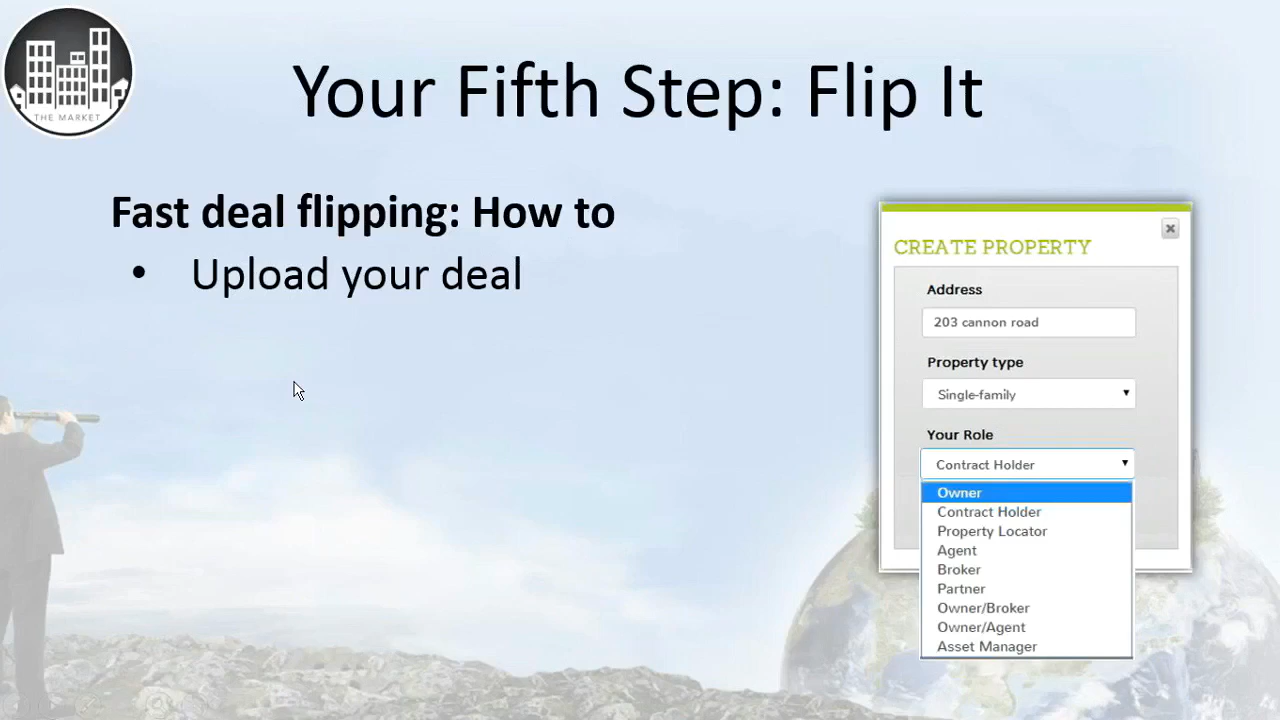 THE MARKET
Your Fifth Step: Flip It
Fast deal flipping: How to
• Upload your deal
CREATE PROPERTY
Address
203 cannon road
Property type
Single-family
Your Role
Contract Holder
Owner
Contract Holder
Property Locator
Agent
Broker
Partner
Owner/Broker
Owner/Agent
Asset Manager